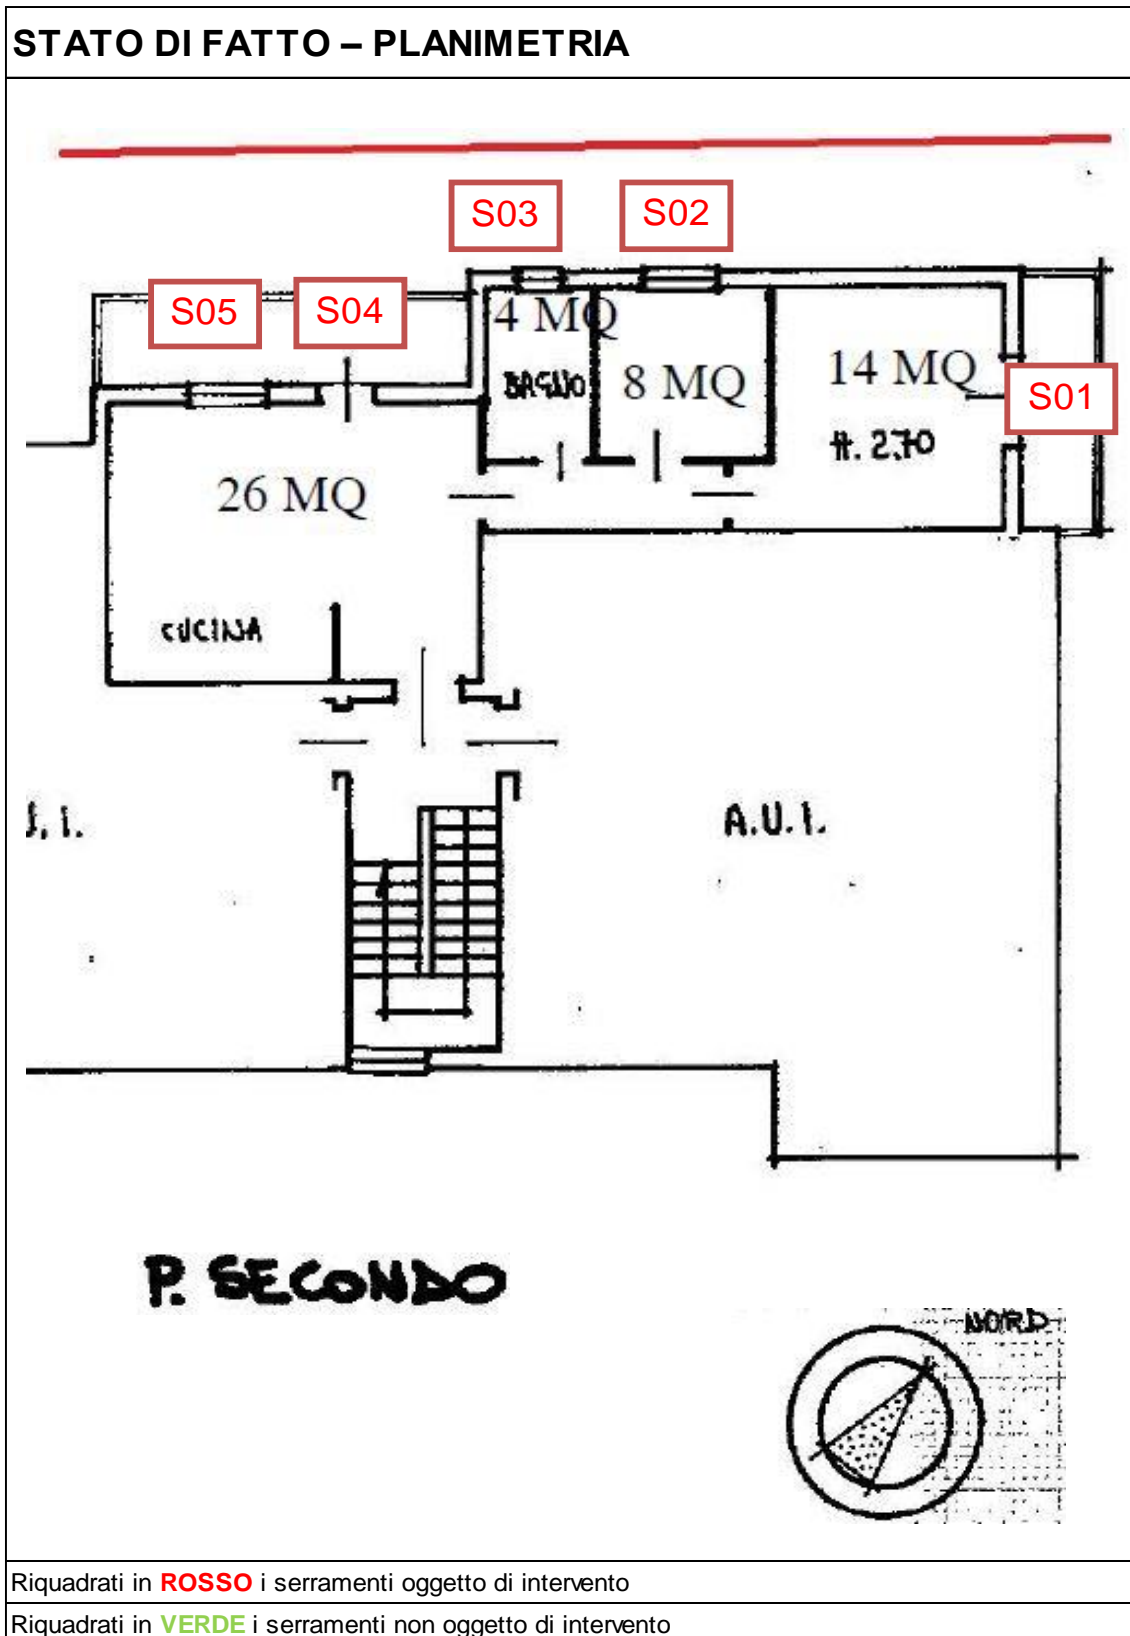 STATO DI FATTO – PLANIMETRIA
S03 S02
S05 S04
4 MQ
BAGNO 8 MQ 14 MQ S01
H. 2,70
26 MQ
CUCINA
U. I. A.U.I.
P. SECONDO
NORD
Riquadrati in ROSSO i serramenti oggetto di intervento
Riquadrati in VERDE i serramenti non oggetto di intervento